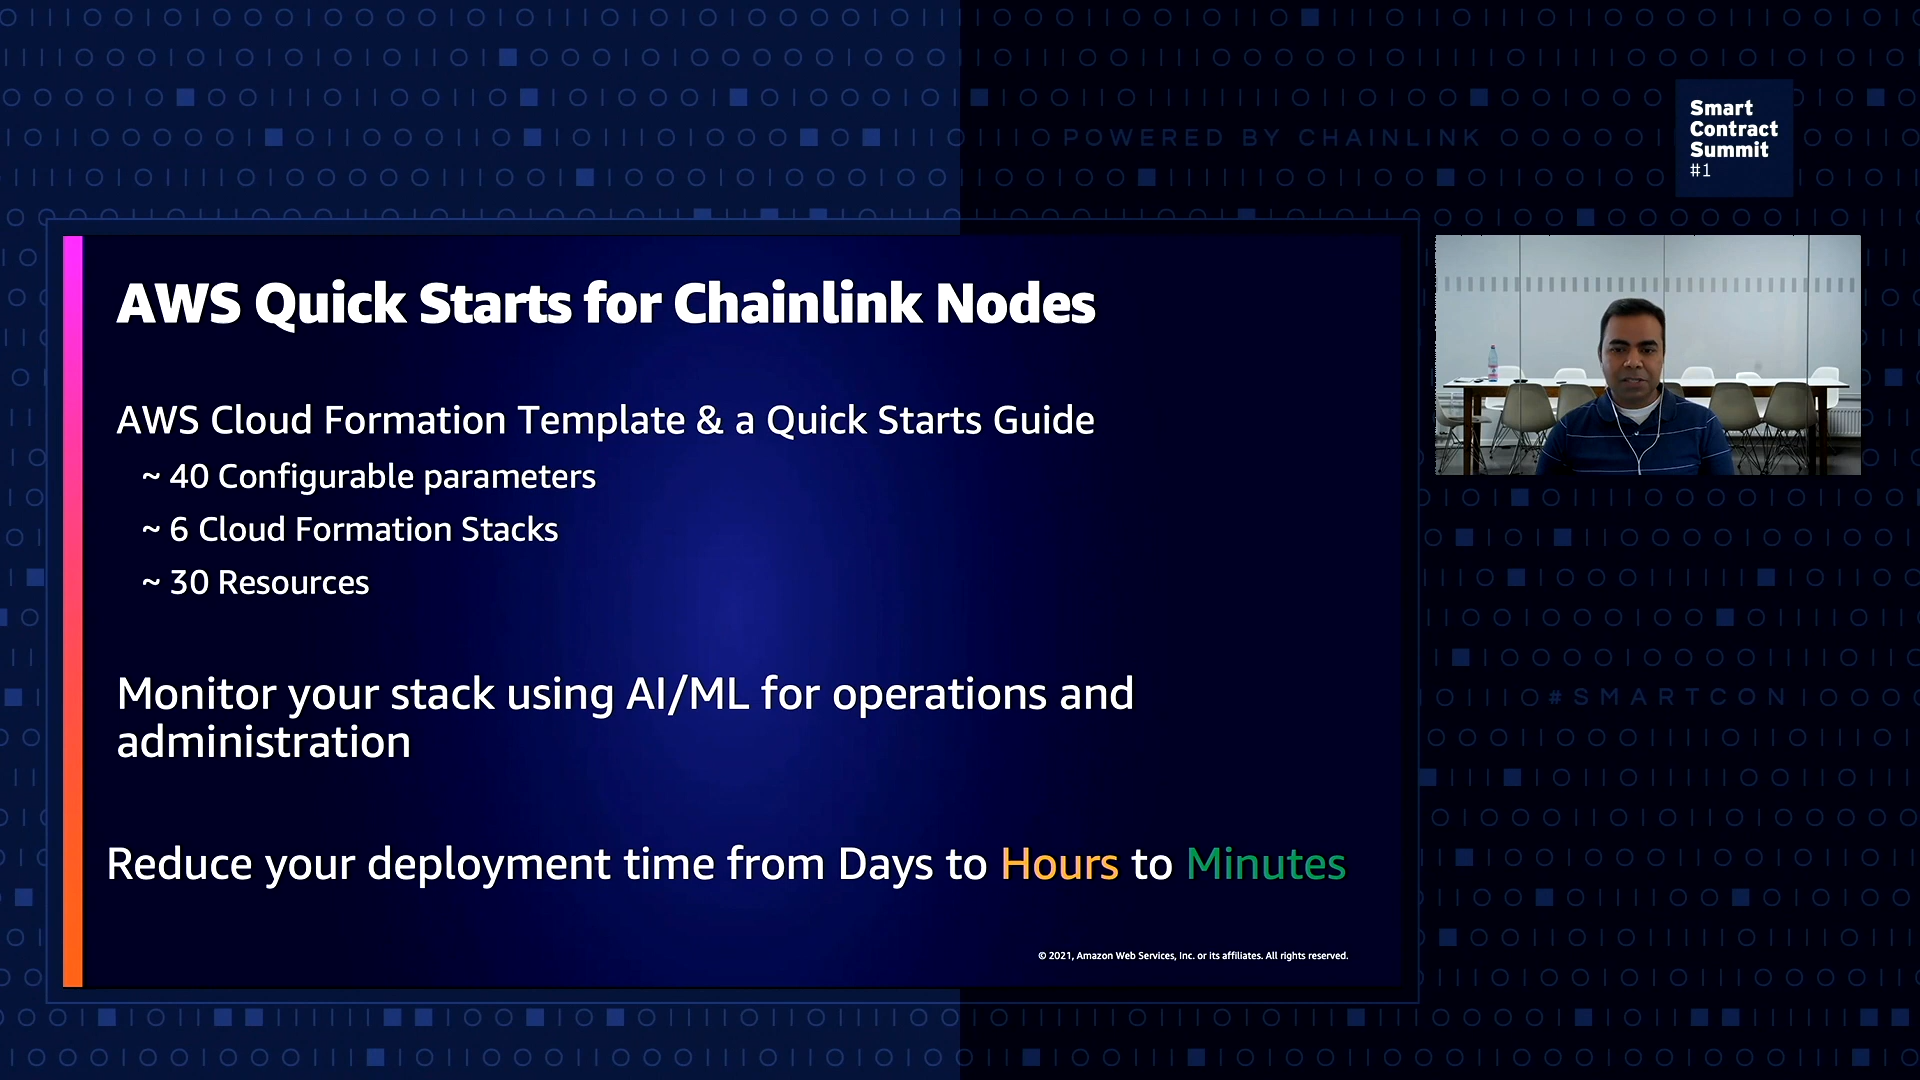 POWERED BY CHAINLINK
Smart
Contract
Summit
#1
AWS Quick Starts for Chainlink Nodes
AWS Cloud Formation Template & a Quick Starts Guide
~ 40 Configurable parameters
~ 6 Cloud Formation Stacks
~ 30 Resources
Monitor your stack using AI/ML for operations and
administration
Reduce your deployment time from Days to Hours to Minutes
© 2021, Amazon Web Services, Inc. or its affiliates. All rights reserved.
#SMARTCON